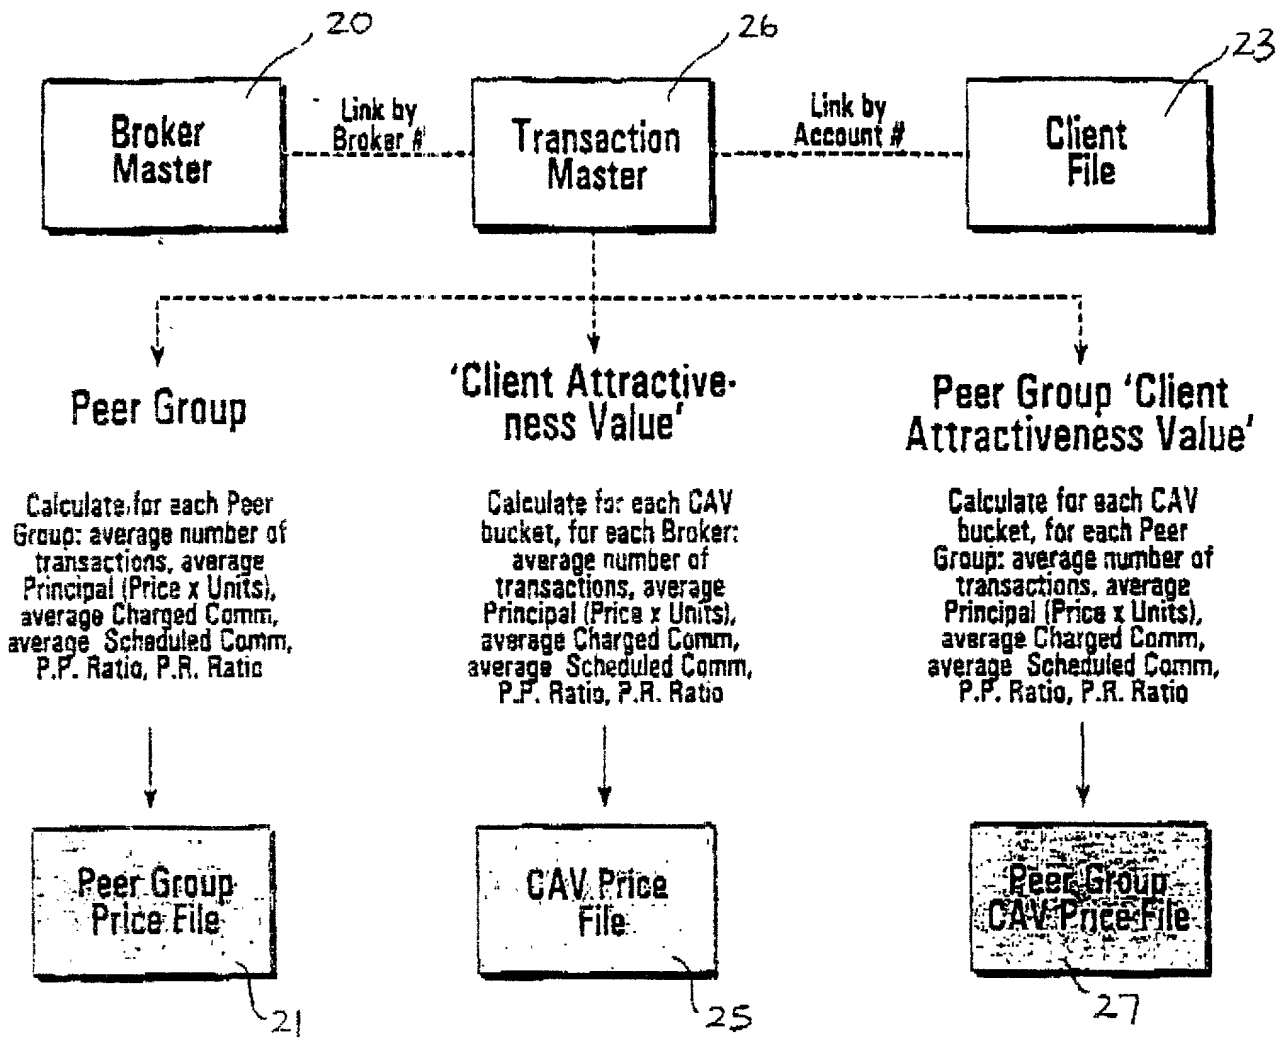 20
26
23
Broker
Master
Link by
Broker #
Transaction
Master
Link by
Account #
Client
File
Peer Group
'Client Attractive-
ness Value'
Peer Group 'Client
Attractiveness Value'
Calculate for each Peer
Group: average number of
transactions, average
Principal (Price x Units),
average Charged Comm,
average Scheduled Comm,
P.P. Ratio, P.R. Ratio
Calculate for each CAV
bucket, for each Broker:
average number of
transactions, average
Principal (Price x Units),
average Charged Comm,
average Scheduled Comm,
P.P. Ratio, P.R. Ratio
Calculate for each CAV
bucket, for each Peer
Group: average number of
transactions, average
Principal (Price x Units),
average Charged Comm,
average Scheduled Comm,
P.P. Ratio, P.R. Ratio
Peer Group
Price File
CAV Price
File
Peer Group
CAV Price File
21
25
27